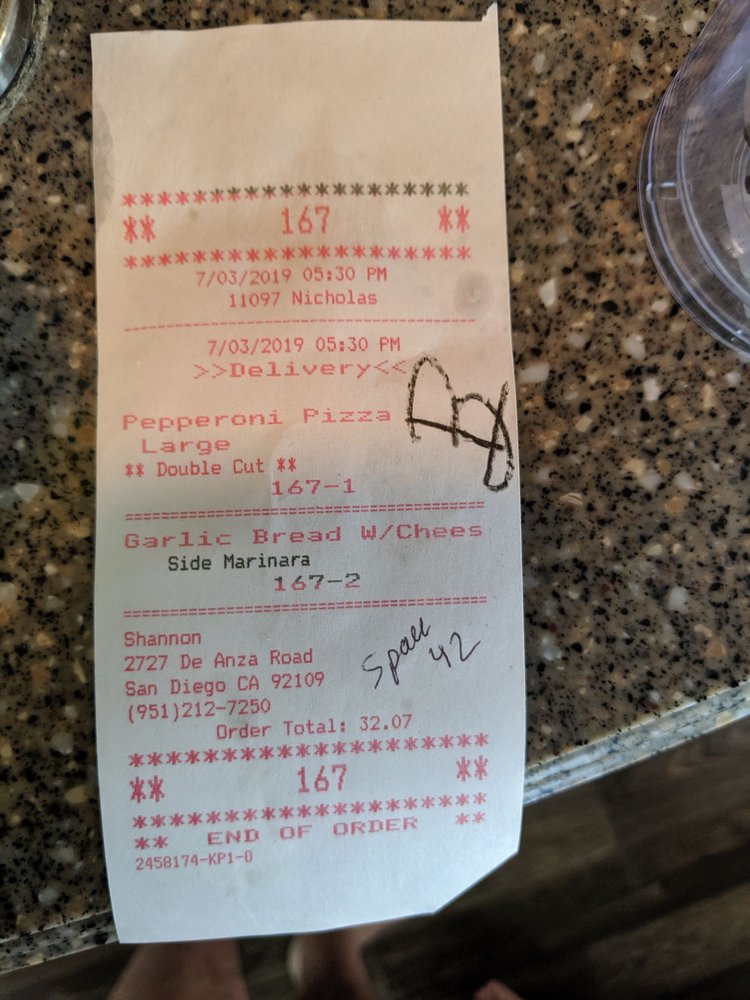 ********************
** 167 **
********************
7/03/2019 05:30 PM
11097 Nicholas
7/03/2019 05:30 PM
>>Delivery<<
Pepperoni Pizza
Large
** Double Cut **
167-1
Garlic Bread W/Chees
Side Marinara
167-2
Shannon
2727 De Anza Road
San Diego CA 92109
(951)212-7250
42
Order Total: 32.07
********************
** 167 **
********************
** END OF ORDER **
2458174-KP1-0